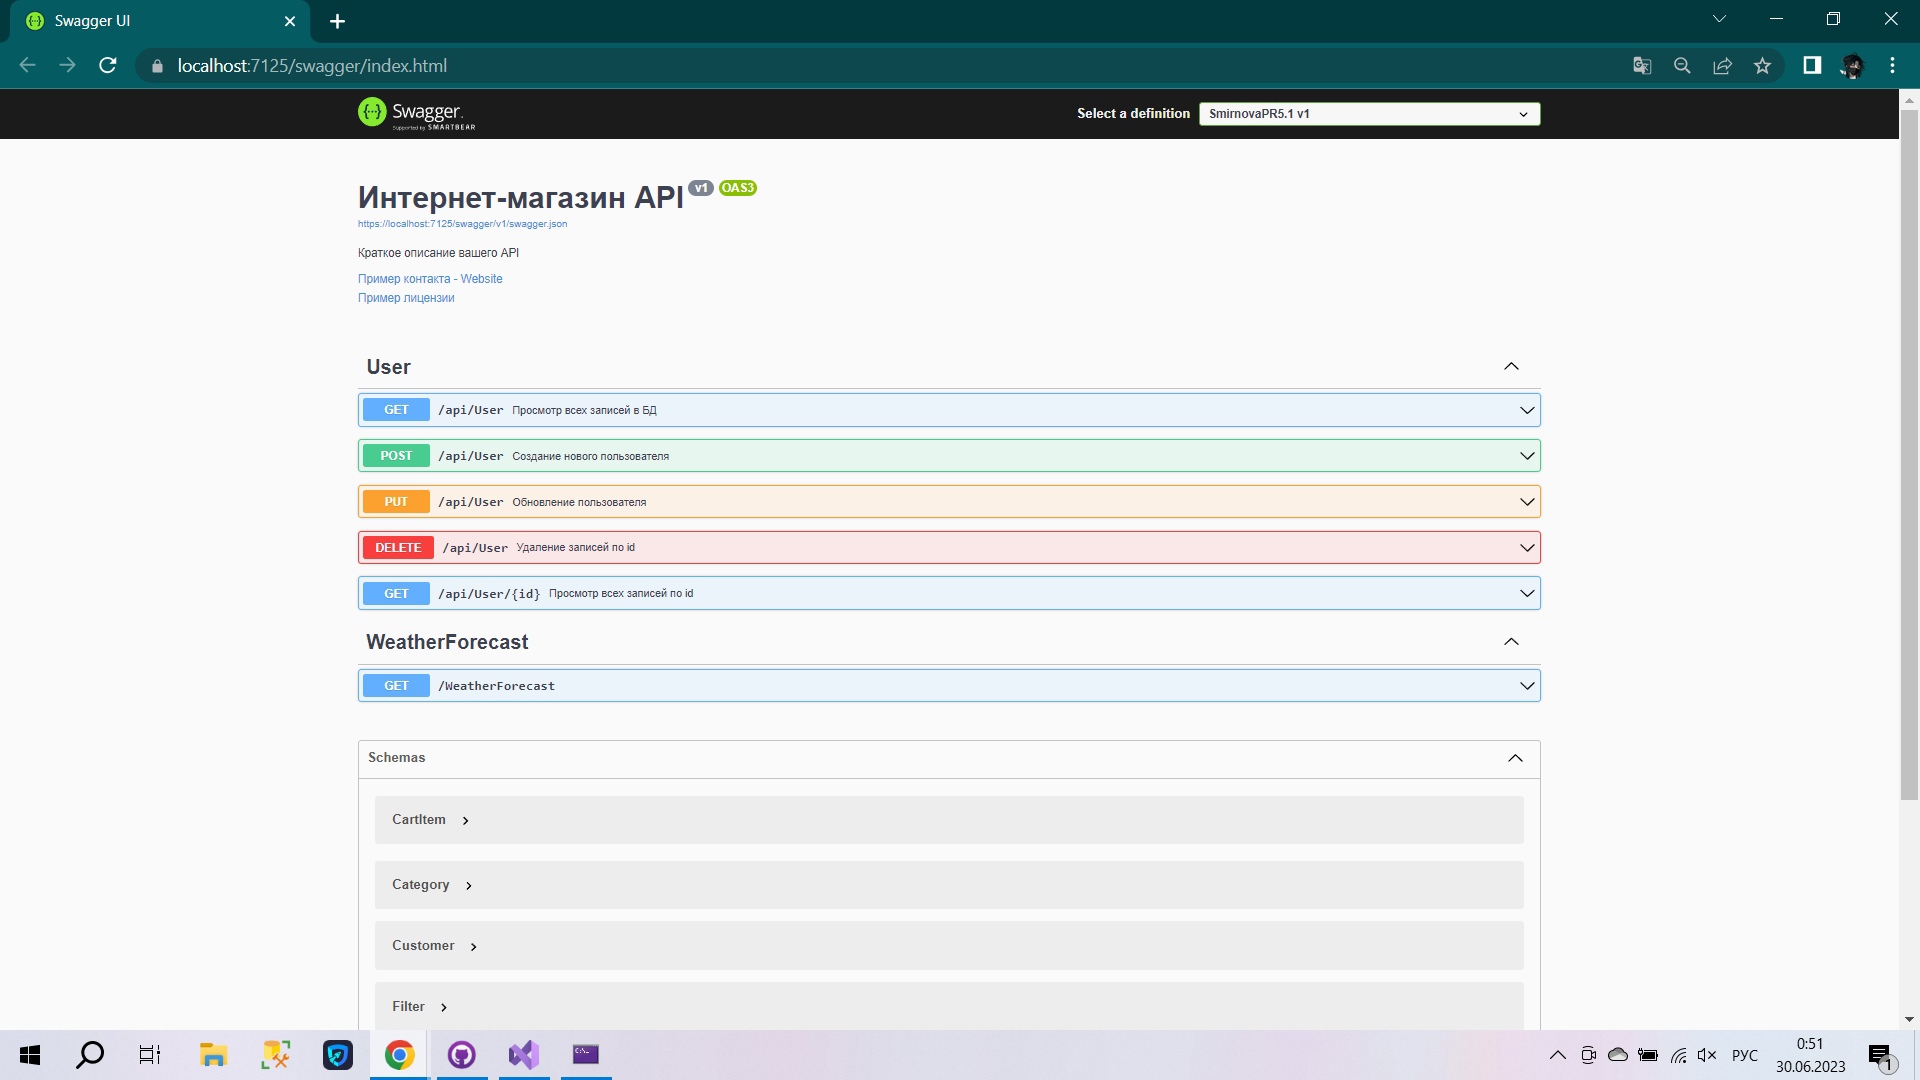 Swagger UI
localhost:7125/swagger/index.html
Swagger.
Supported by SMARTBEAR
Select a definition
SmirnovaPR5.1 v1
Интернет-магазин API v1 OAS3
https://localhost:7125/swagger/v1/swagger.json
Краткое описание вашего API
Пример контакта - Website
Пример лицензии
User
GET /api/User Просмотр всех записей в БД
POST /api/User Создание нового пользователя
PUT /api/User Обновление пользователя
DELETE /api/User Удаление записей по id
GET /api/User/{id} Просмотр всех записей по id
WeatherForecast
GET /WeatherForecast
Schemas
CartItem
Category
Customer
Filter
РУС
0:51
30.06.2023
1